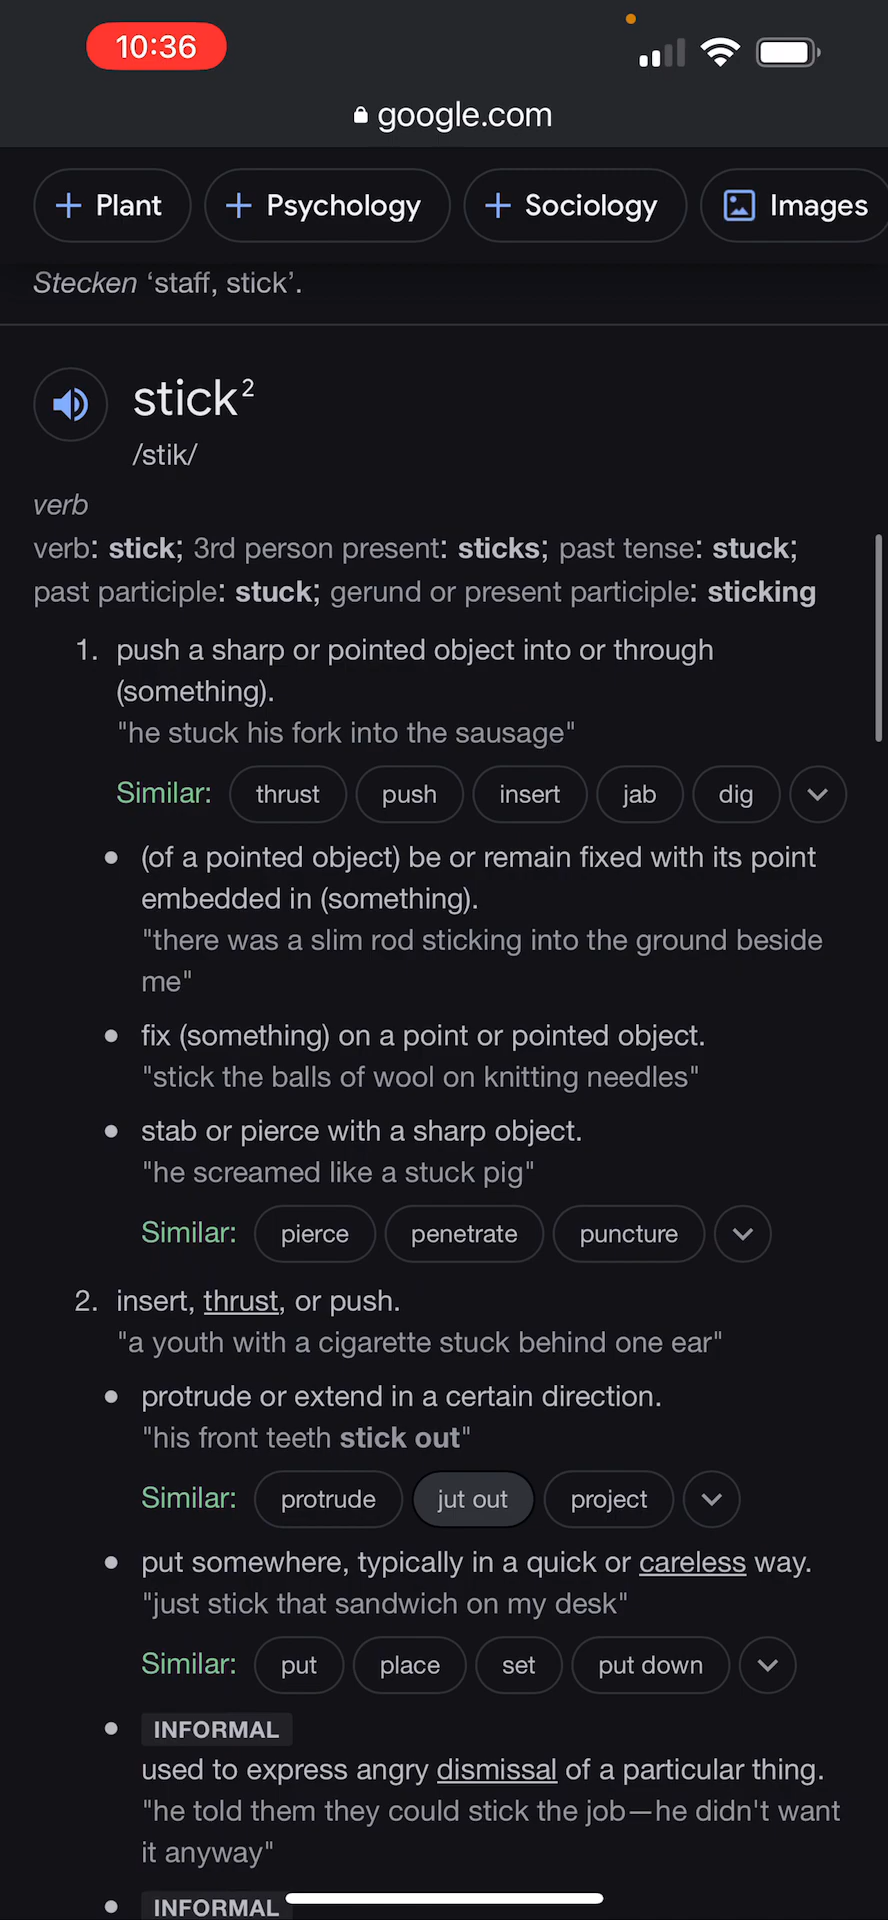 10:36
google.com
+ Plant
+ Psychology
+ Sociology
Images
Stecken ‘staff, stick’.
stick²
/stik/
verb
verb: stick; 3rd person present: sticks; past tense: stuck;
past participle: stuck; gerund or present participle: sticking
1. push a sharp or pointed object into or through
(something).
"he stuck his fork into the sausage"
Similar: thrust push insert jab dig
• (of a pointed object) be or remain fixed with its point
embedded in (something).
"there was a slim rod sticking into the ground beside
me"
• fix (something) on a point or pointed object.
"stick the balls of wool on knitting needles"
• stab or pierce with a sharp object.
"he screamed like a stuck pig"
Similar: pierce penetrate puncture
2. insert, thrust, or push.
"a youth with a cigarette stuck behind one ear"
• protrude or extend in a certain direction.
"his front teeth stick out"
Similar: protrude jut out project
• put somewhere, typically in a quick or careless way.
"just stick that sandwich on my desk"
Similar: put place set put down
• INFORMAL
used to express angry dismissal of a particular thing.
"he told them they could stick the job—he didn't want
it anyway"
• INFORMAL